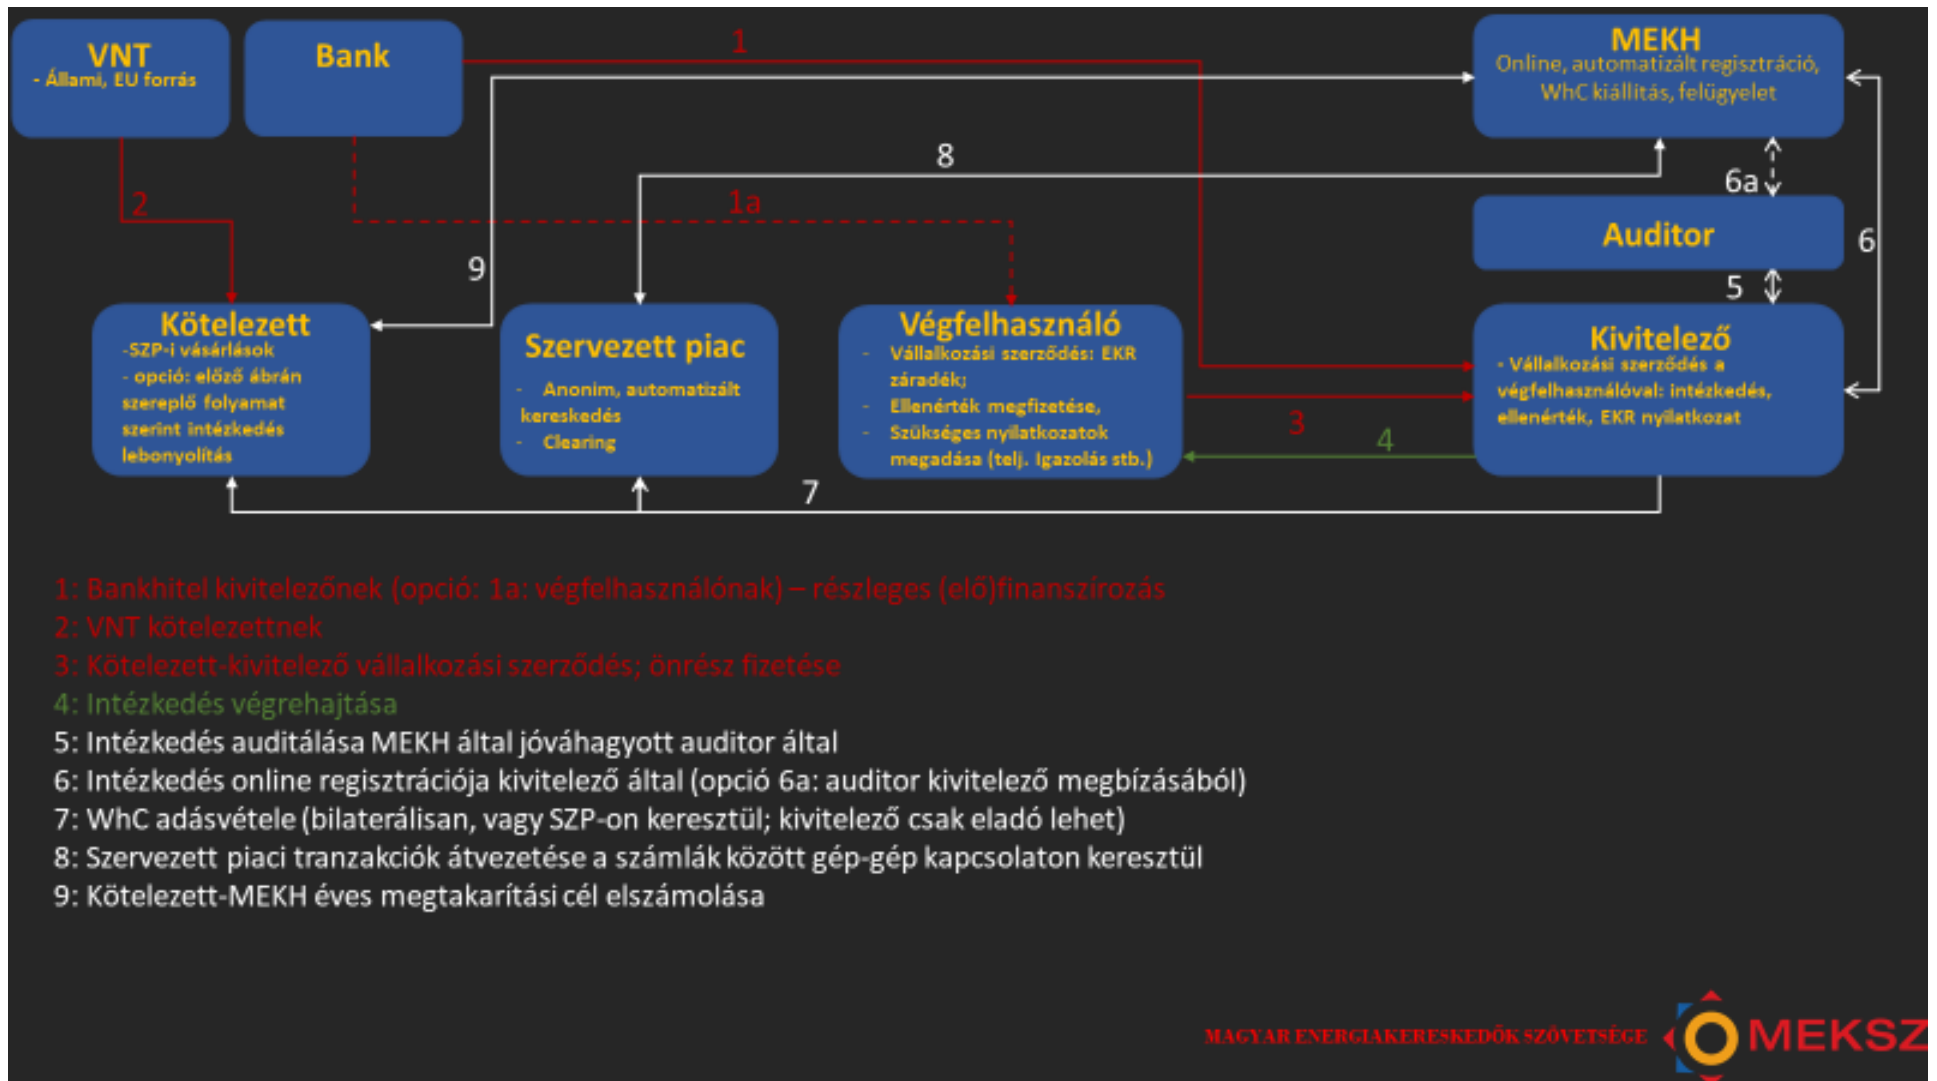 VNT
- Állami, EU forrás
Bank
1
MEKH
Online, automatizált regisztráció,
WhC kiállítás, felügyelet
8
6a
2
1a
Auditor
6
9
5
Kötelezett
-SZP-i vásárlások
- opció: előző ábrán
szereplő folyamat
szerint intézkedés
lebonyolítás
Szervezett piac
- Anonim, automatizált
kereskedés
- Clearing
Végfelhasználó
- Vállalkozási szerződés: EKR
záradék;
- Ellenérték megfizetése,
- Szükséges nyilatkozatok
megadása (telj. Igazolás stb.)
Kivitelező
- Vállalkozási szerződés a
végfelhasználóval: intézkedés,
ellenérték, EKR nyilatkozat
3
4
7
1: Bankhitel kivitelezőnek (opció: 1a: végfelhasználónak) – részleges (elő)finanszírozás
2: VNT kötelezettnek
3: Kötelezett-kivitelező vállalkozási szerződés; önrész fizetése
4: Intézkedés végrehajtása
5: Intézkedés auditálása MEKH által jóváhagyott auditor által
6: Intézkedés online regisztrációja kivitelező által (opció 6a: auditor kivitelező megbízásából)
7: WhC adásvétele (bilaterálisan, vagy SZP-on keresztül; kivitelező csak eladó lehet)
8: Szervezett piaci tranzakciók átvezetése a számlák között gép-gép kapcsolaton keresztül
9: Kötelezett-MEKH éves megtakarítási cél elszámolása
MAGYAR ENERGIAKERESKEDŐK SZÖVETSÉGE
MEKSZ